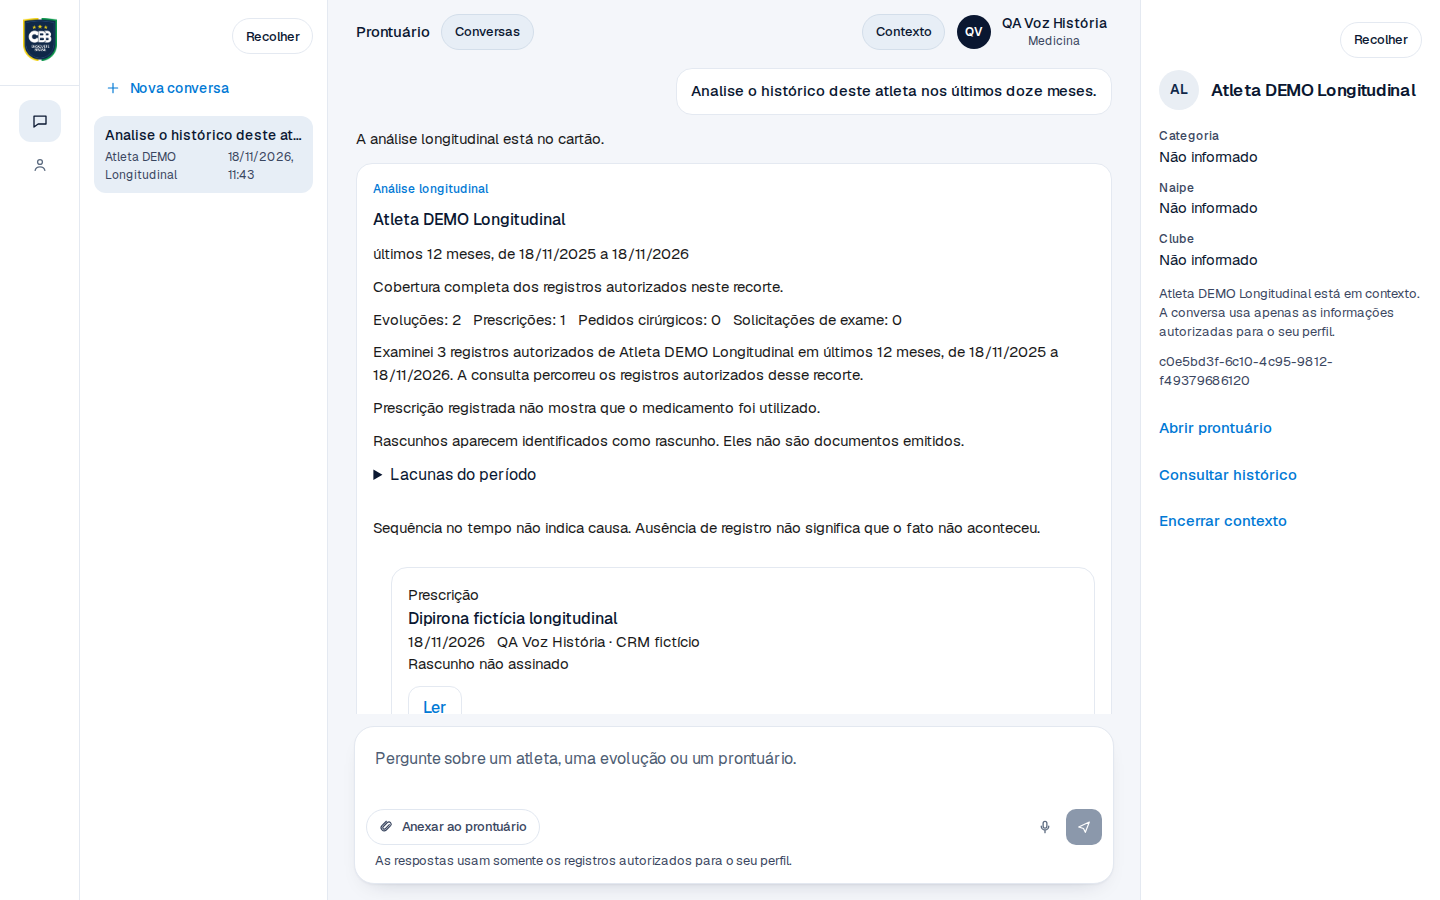 CBB
Recolher
Nova conversa
Analise o histórico deste at...
Atleta DEMO Longitudinal
18/11/2026, 11:43
Prontuário
Conversas
Contexto
QV
QA Voz História
Medicina
Analise o histórico deste atleta nos últimos doze meses.
A análise longitudinal está no cartão.
Análise longitudinal
Atleta DEMO Longitudinal
últimos 12 meses, de 18/11/2025 a 18/11/2026
Cobertura completa dos registros autorizados neste recorte.
Evoluções: 2 Prescrições: 1 Pedidos cirúrgicos: 0 Solicitações de exame: 0
Examinei 3 registros autorizados de Atleta DEMO Longitudinal em últimos 12 meses, de 18/11/2025 a
18/11/2026. A consulta percorreu os registros autorizados desse recorte.
Prescrição registrada não mostra que o medicamento foi utilizado.
Rascunhos aparecem identificados como rascunho. Eles não são documentos emitidos.
Lacunas do período
Sequência no tempo não indica causa. Ausência de registro não significa que o fato não aconteceu.
Prescrição
Dipirona fictícia longitudinal
18/11/2026 QA Voz História · CRM fictício
Rascunho não assinado
Ler
Pergunte sobre um atleta, uma evolução ou um prontuário.
Anexar ao prontuário
As respostas usam somente os registros autorizados para o seu perfil.
Recolher
AL
Atleta DEMO Longitudinal
Categoria
Não informado
Naipe
Não informado
Clube
Não informado
Atleta DEMO Longitudinal está em contexto.
A conversa usa apenas as informações
autorizadas para o seu perfil.
c0e5bd3f-6c10-4c95-9812-
f49379686120
Abrir prontuário
Consultar histórico
Encerrar contexto